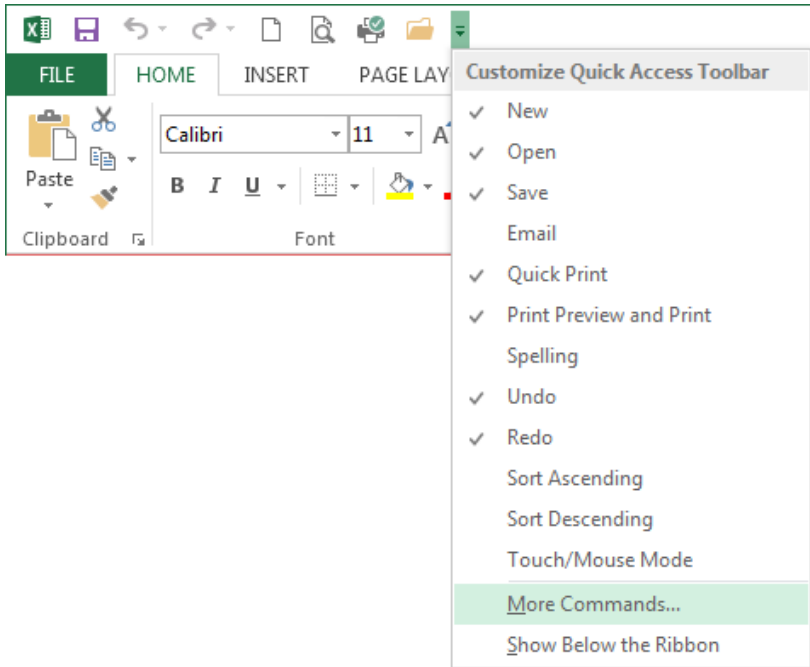 FILE HOME INSERT PAGE LAY
Customize Quick Access Toolbar
New
Open
Save
Email
Quick Print
Print Preview and Print
Spelling
Undo
Redo
Sort Ascending
Sort Descending
Touch/Mouse Mode
More Commands...
Show Below the Ribbon
Calibri 11 A
Paste
B I U
Clipboard Font